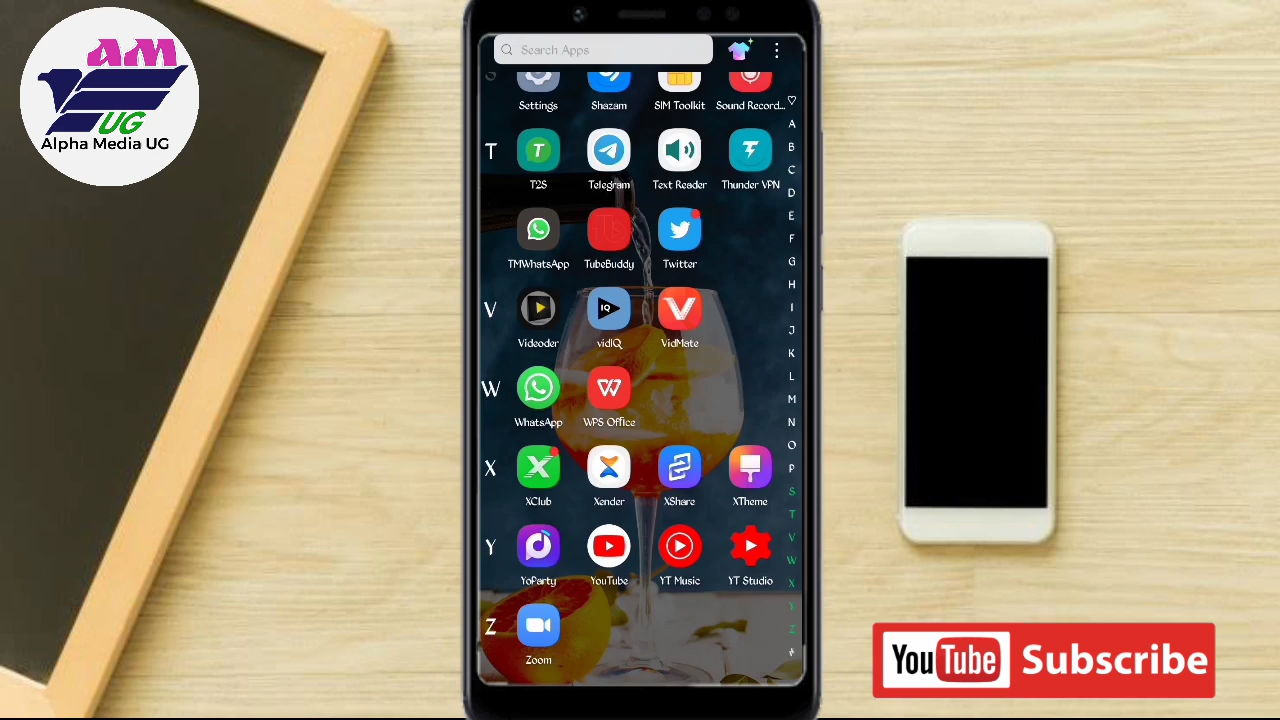 AM
UG
Alpha Media UG
Search Apps
Settings
Shazam
SIM Toolkit
Sound Record...
T
T2S
Telegram
Text Reader
Thunder VPN
TMWhatsApp
TubeBuddy
Twitter
V
Videoder
vidIQ
VidMate
W
WhatsApp
WPS Office
X
XClub
Xender
XShare
XTheme
Y
YoParty
YouTube
YT Music
YT Studio
Z
Zoom
A
B
C
D
E
F
G
H
I
J
K
L
M
N
O
P
S
T
V
W
X
Y
Z
#
YouTube Subscribe